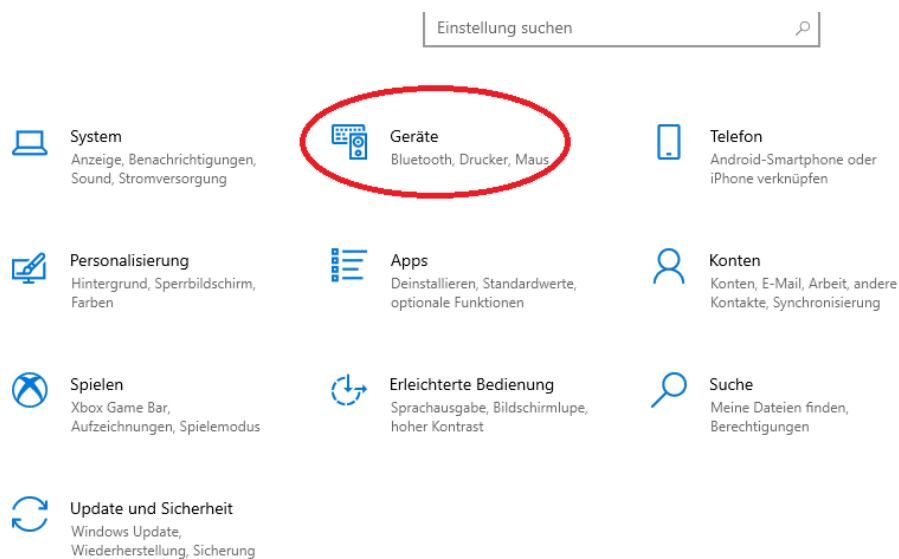 Einstellung suchen
System
Anzeige, Benachrichtigungen,
Sound, Stromversorgung
Geräte
Bluetooth, Drucker, Maus
Telefon
Android-Smartphone oder
iPhone verknüpfen
Personalisierung
Hintergrund, Sperrbildschirm,
Farben
Apps
Deinstallieren, Standardwerte,
optionale Funktionen
Konten
Konten, E-Mail, Arbeit, andere
Kontakte, Synchronisierung
Spielen
Xbox Game Bar,
Aufzeichnungen, Spielemodus
Erleichterte Bedienung
Sprachausgabe, Bildschirmlupe,
hoher Kontrast
Suche
Meine Dateien finden,
Berechtigungen
Update und Sicherheit
Windows Update,
Wiederherstellung, Sicherung